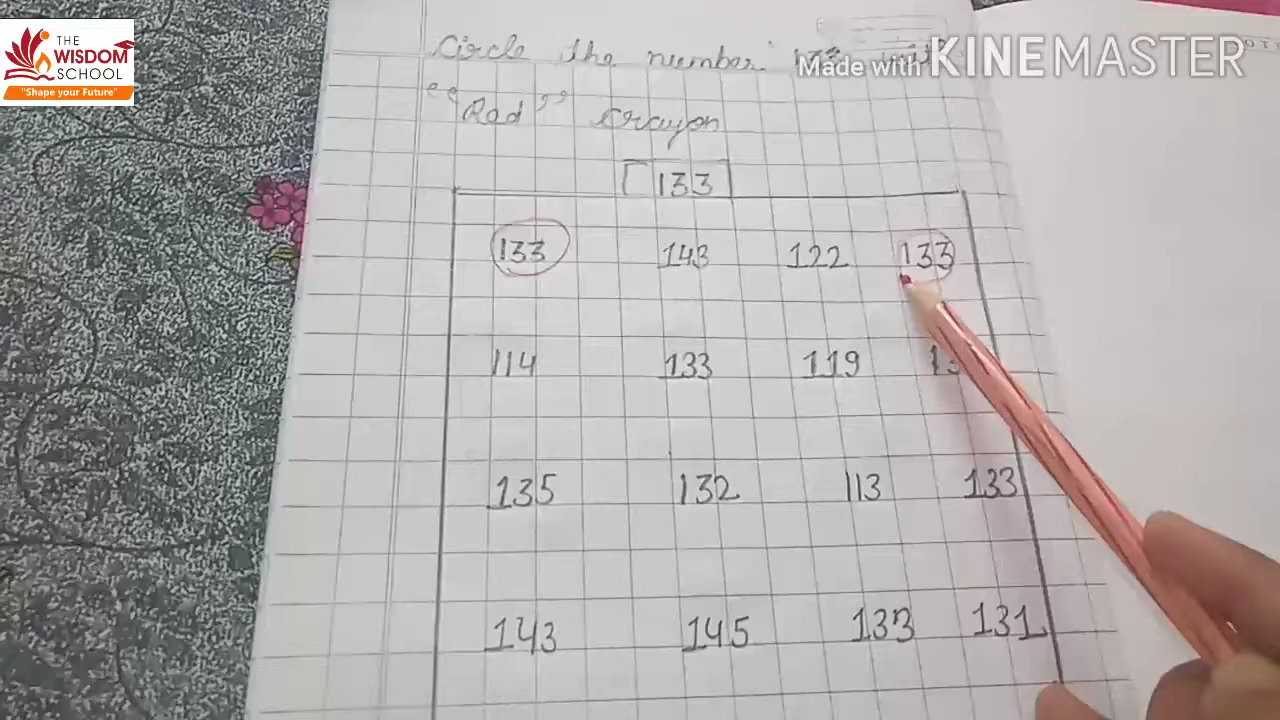 THE
WISDOM
SCHOOL
"Shape your Future"
Made with KINEMASTER
Circle the number
"Red" Crayon
133
133 143 122 133
114 133 119
135 132 113 133
143 145 133 131